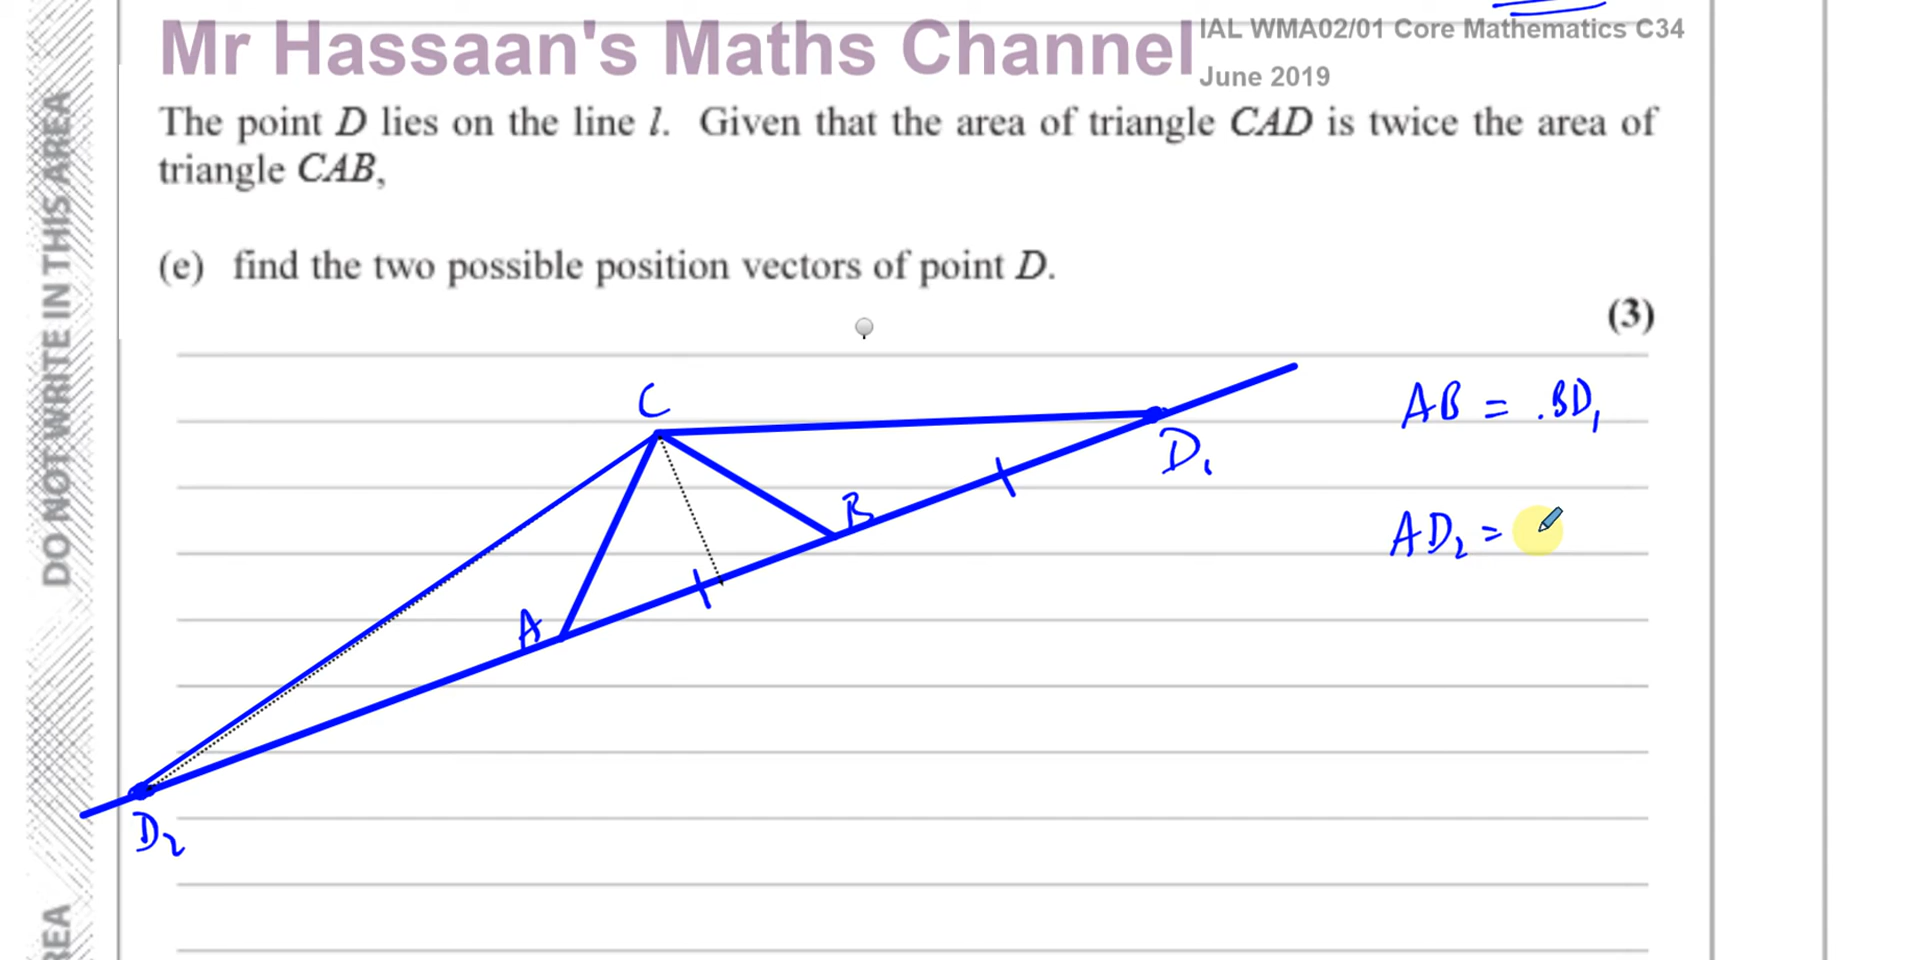 Mr Hassaan's Maths Channel
IAL WMA02/01 Core Mathematics C34
June 2019
The point D lies on the line l. Given that the area of triangle CAD is twice the area of
triangle CAB,
(e) find the two possible position vectors of point D.
(3)
C
AB = .BD₁
D₁
B
AD₂ =
A
D₂
DO NOT WRITE IN THIS AREA
REA